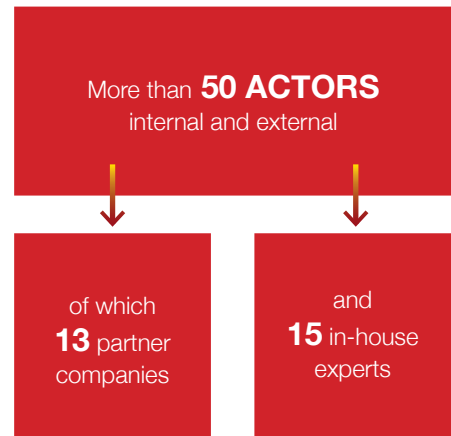 More than 50 ACTORS
internal and external
of which
13 partner
companies
and
15 in-house
experts